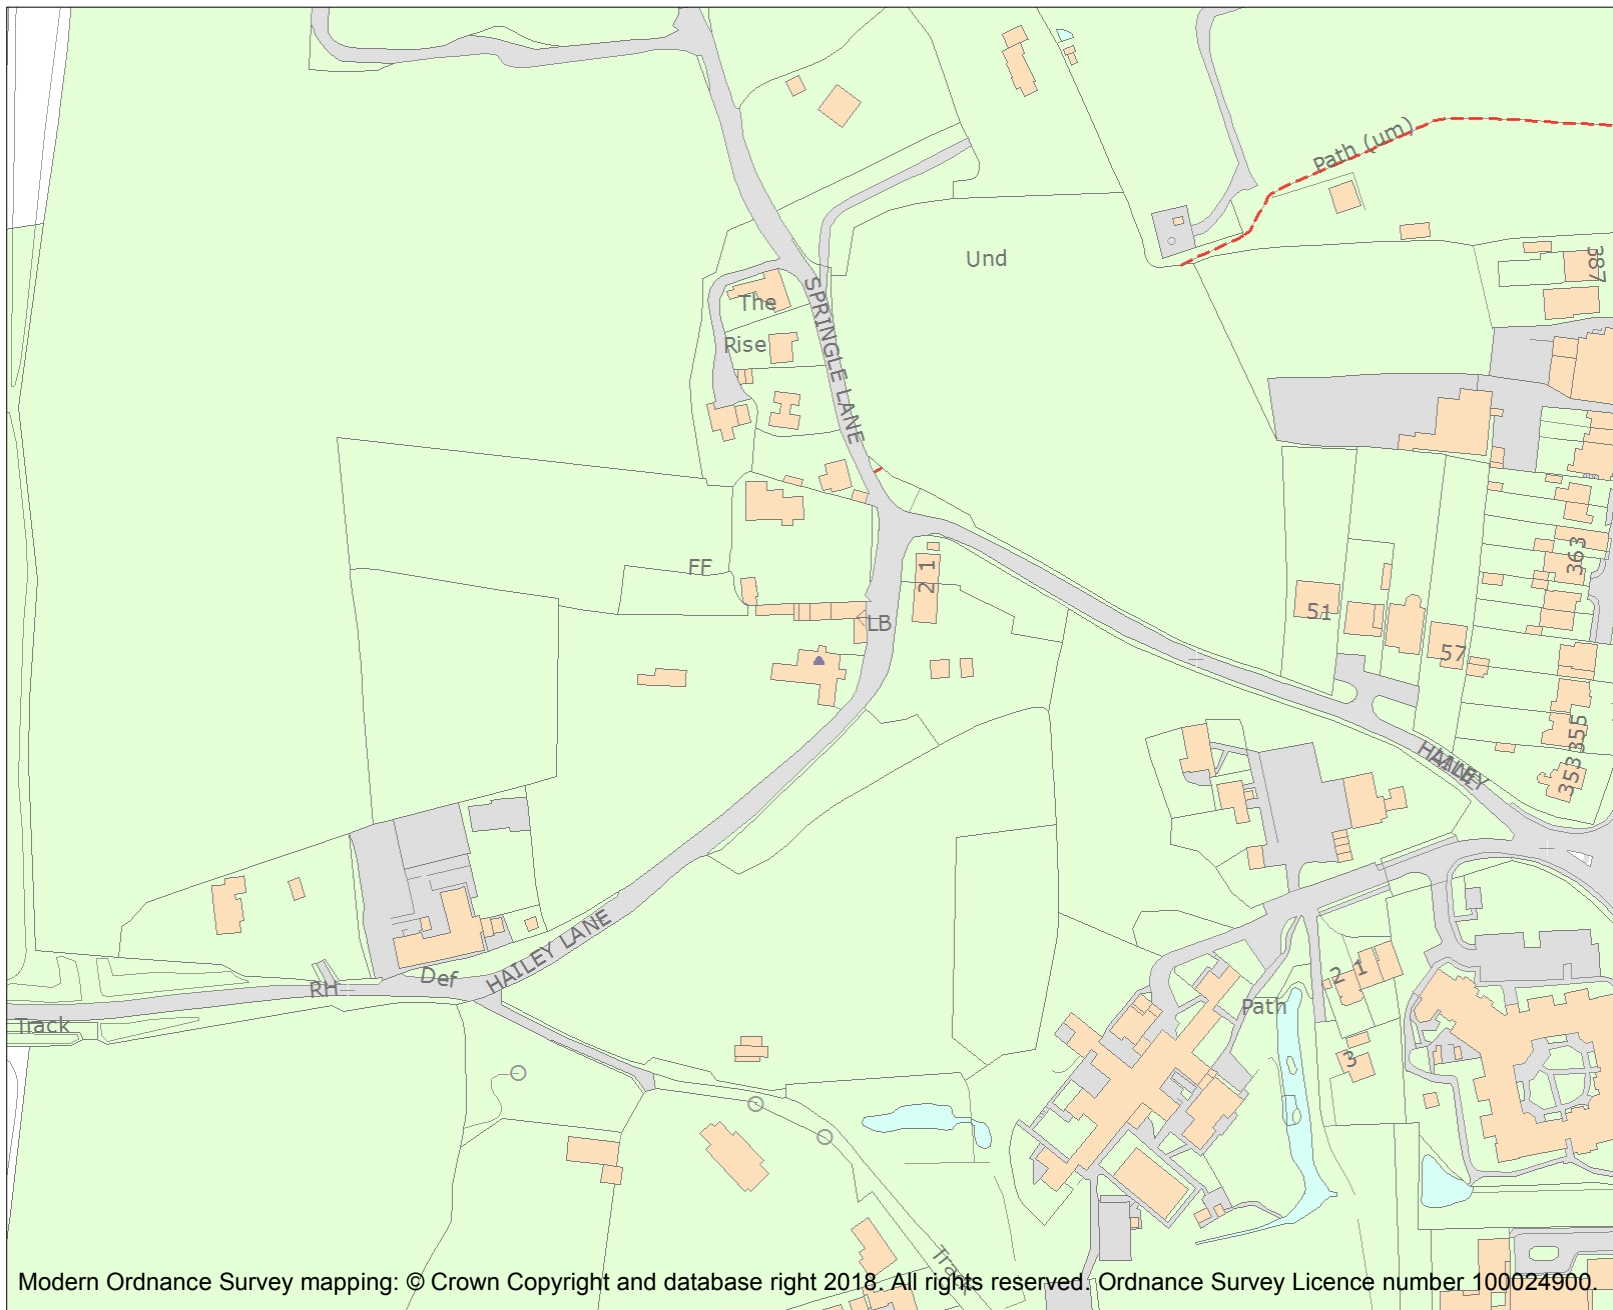 Path (um)
Und
387
The
SPRINGLE LANE
Rise
363
FF
2 1
51
LB
57
355
HAILEY
353
HAILEY LANE
Def
RH
2 1
Path
Track
3
Track
Modern Ordnance Survey mapping: © Crown Copyright and database right 2018. All rights reserved. Ordnance Survey Licence number 100024900.